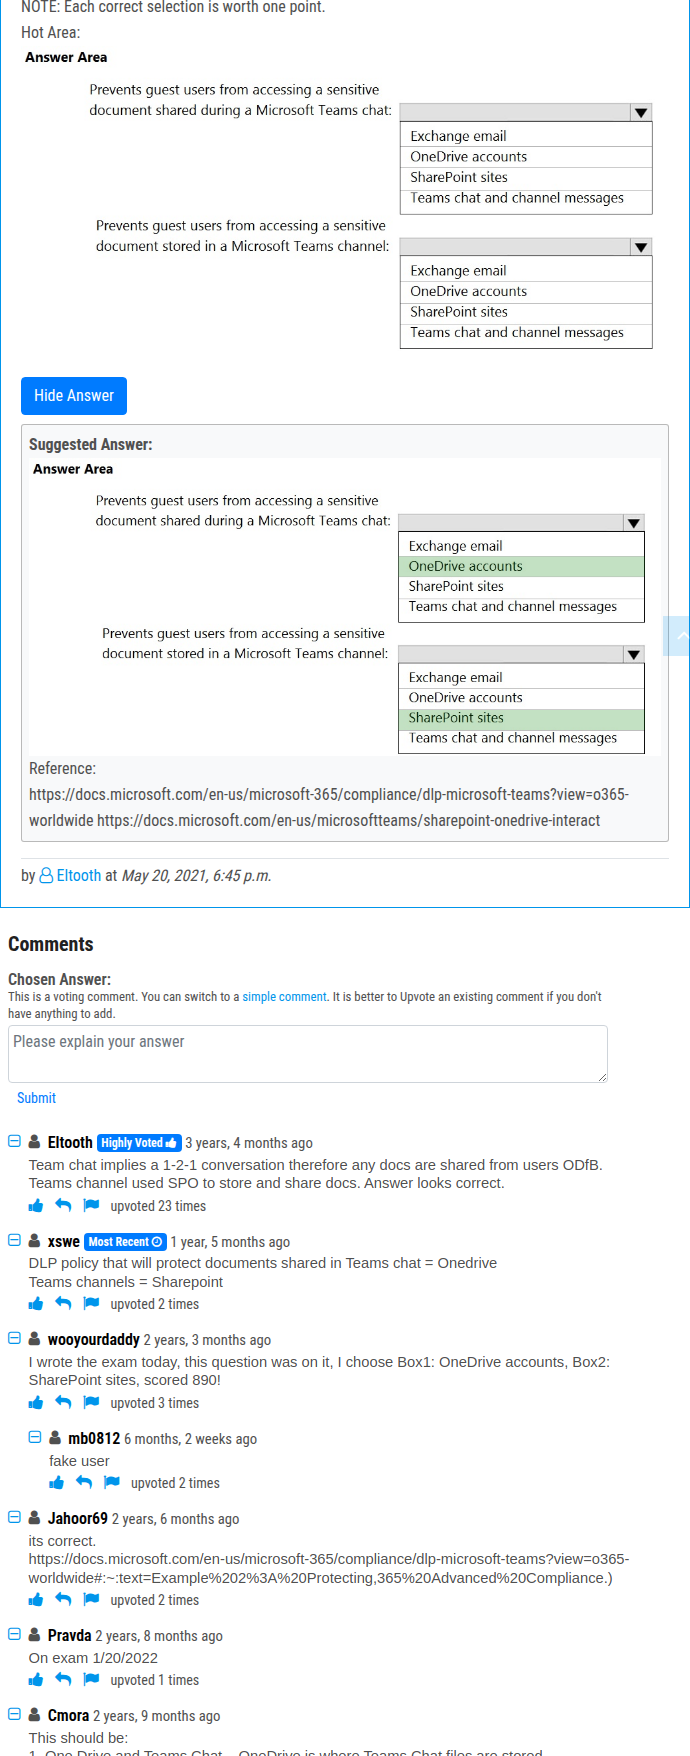 NOTE: Each correct selection is worth one point.
Hot Area:
Answer Area
Prevents guest users from accessing a sensitive
document shared during a Microsoft Teams chat:
Exchange email
OneDrive accounts
SharePoint sites
Teams chat and channel messages
Prevents guest users from accessing a sensitive
document stored in a Microsoft Teams channel:
Exchange email
OneDrive accounts
SharePoint sites
Teams chat and channel messages
Hide Answer
Suggested Answer:
Answer Area
Prevents guest users from accessing a sensitive
document shared during a Microsoft Teams chat:
Exchange email
OneDrive accounts
SharePoint sites
Teams chat and channel messages
Prevents guest users from accessing a sensitive
document stored in a Microsoft Teams channel:
Exchange email
OneDrive accounts
SharePoint sites
Teams chat and channel messages
Reference:
https://docs.microsoft.com/en-us/microsoft-365/compliance/dlp-microsoft-teams?view=o365-
worldwide https://docs.microsoft.com/en-us/microsoftteams/sharepoint-onedrive-interact
by Eltooth at May 20, 2021, 6:45 p.m.
Comments
Chosen Answer:
This is a voting comment. You can switch to a simple comment. It is better to Upvote an existing comment if you don't
have anything to add.
Please explain your answer
Submit
Eltooth Highly Voted 3 years, 4 months ago
Team chat implies a 1-2-1 conversation therefore any docs are shared from users ODfB.
Teams channel used SPO to store and share docs. Answer looks correct.
upvoted 23 times
xswe Most Recent 1 year, 5 months ago
DLP policy that will protect documents shared in Teams chat = Onedrive
Teams channels = Sharepoint
upvoted 2 times
wooyourdaddy 2 years, 3 months ago
I wrote the exam today, this question was on it, I choose Box1: OneDrive accounts, Box2:
SharePoint sites, scored 890!
upvoted 3 times
mb0812 6 months, 2 weeks ago
fake user
upvoted 2 times
Jahoor69 2 years, 6 months ago
its correct.
https://docs.microsoft.com/en-us/microsoft-365/compliance/dlp-microsoft-teams?view=o365-
worldwide#:~:text=Example%202%3A%20Protecting,365%20Advanced%20Compliance.)
upvoted 2 times
Pravda 2 years, 8 months ago
On exam 1/20/2022
upvoted 1 times
Cmora 2 years, 9 months ago
This should be:
1. One Drive and Teams Chat - OneDrive is where Teams Chat files are stored